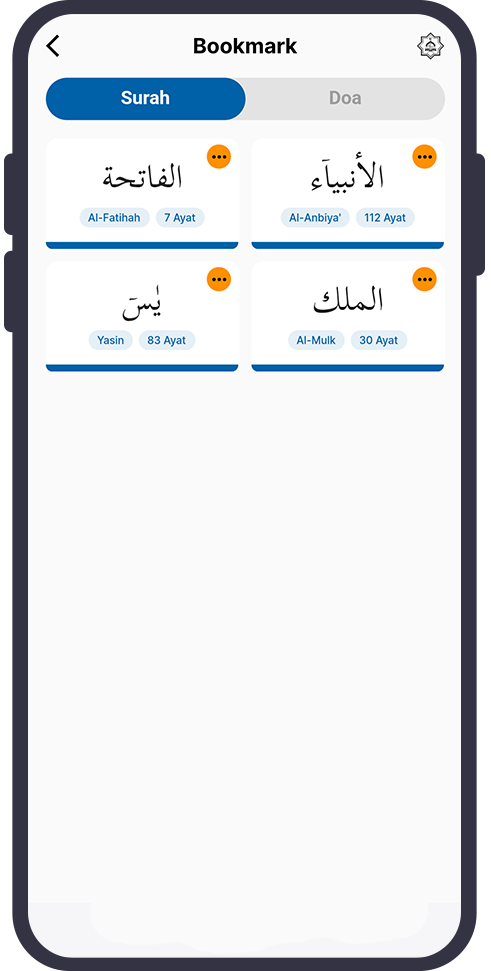 Bookmark
Surah Doa
الفاتحة
Al-Fatihah 7 Ayat
الأنبيآء
Al-Anbiya' 112 Ayat
يٰسٓ
Yasin 83 Ayat
الملك
Al-Mulk 30 Ayat